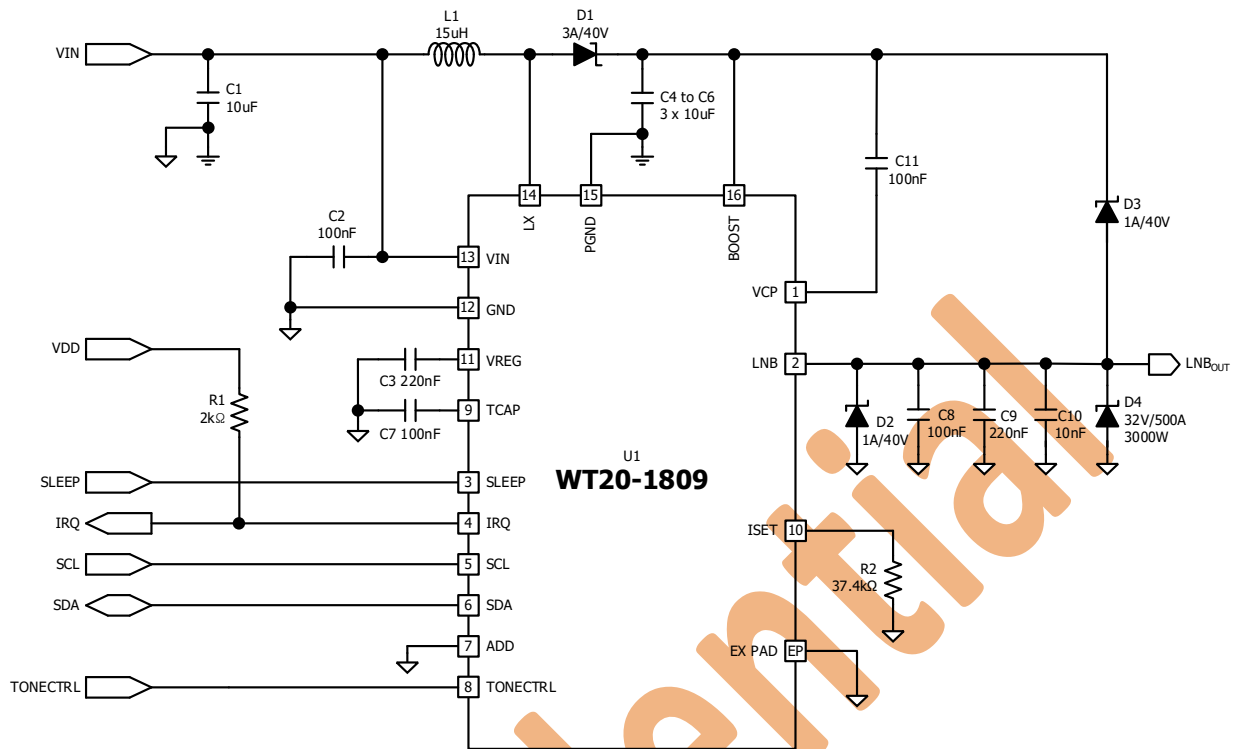 L1
15uH
D1
3A/40V
VIN
C1
10uF
C4 to C6
3 x 10uF
C11
100nF
14
15
16
LX
PGND
BOOST
D3
1A/40V
C2
100nF
13
VIN
VCP
1
12
GND
VDD
11
VREG
C3 220nF
LNB
2
LNBOUT
R1
2kΩ
9
TCAP
C7 100nF
D2
1A/40V
C8
100nF
C9
220nF
C10
10nF
D4
32V/500A
3000W
U1
WT20-1809
SLEEP
3
SLEEP
IRQ
4
IRQ
ISET
10
SCL
5
SCL
R2
37.4kΩ
SDA
6
SDA
7
ADD
EX PAD
EP
TONECTRL
8
TONECTRL
dential